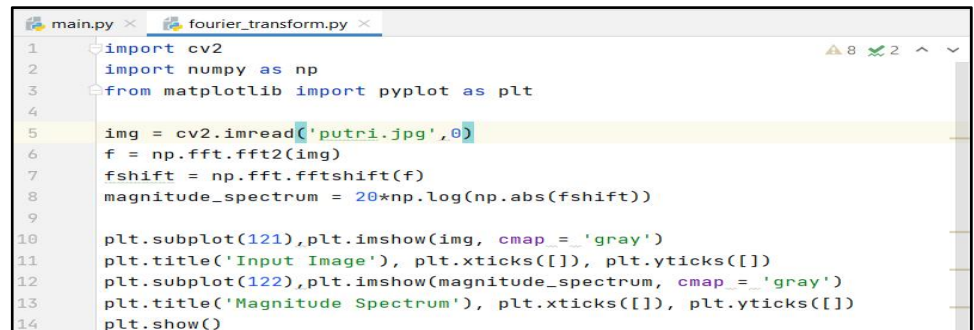 main.py × fourier_transform.py ×
8 2
1 import cv2
2 import numpy as np
3 from matplotlib import pyplot as plt
4
5 img = cv2.imread('putri.jpg',0)
6 f = np.fft.fft2(img)
7 fshift = np.fft.fftshift(f)
8 magnitude_spectrum = 20*np.log(np.abs(fshift))
9
10 plt.subplot(121),plt.imshow(img, cmap = 'gray')
11 plt.title('Input Image'), plt.xticks([]), plt.yticks([])
12 plt.subplot(122),plt.imshow(magnitude_spectrum, cmap = 'gray')
13 plt.title('Magnitude Spectrum'), plt.xticks([]), plt.yticks([])
14 plt.show()